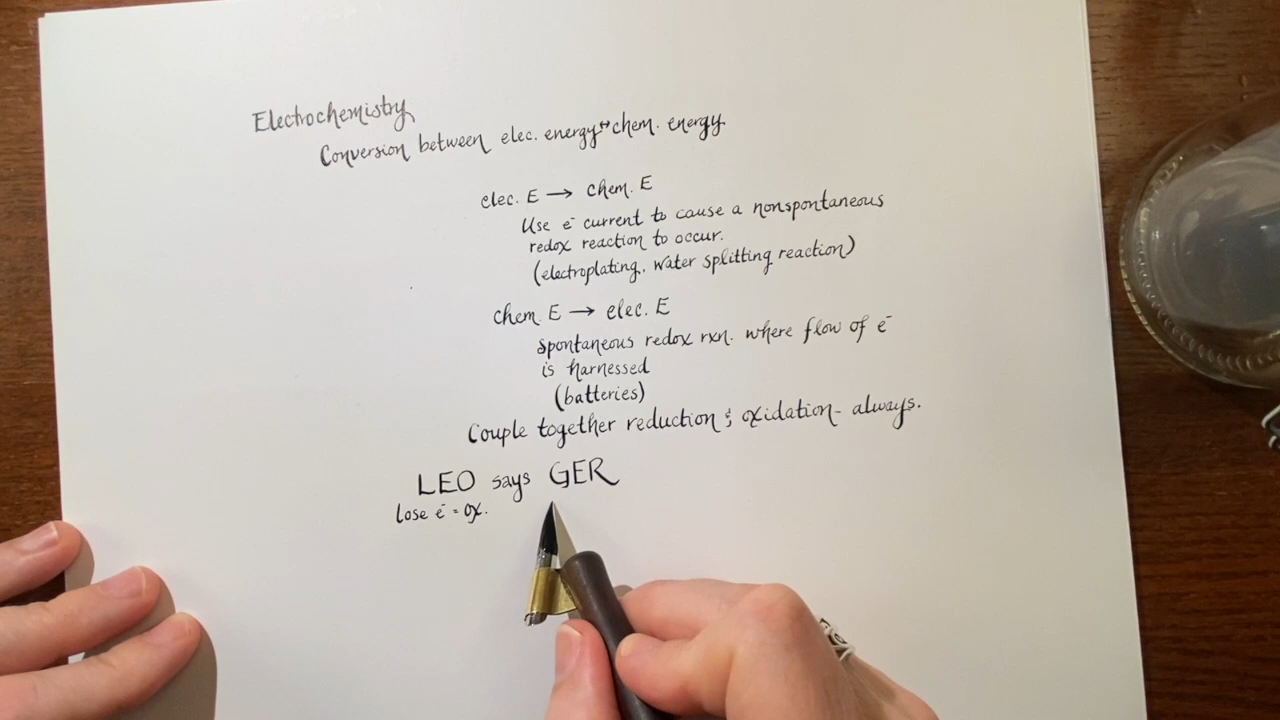 Electrochemistry
Conversion between elec. energy ↔ chem. energy
elec. E → chem. E
Use e⁻ current to cause a nonspontaneous
redox reaction to occur.
(electroplating, water splitting reaction)
chem. E → elec. E
Spontaneous redox rxn. where flow of e⁻
is harnessed
(batteries)
Couple together reduction & oxidation - always.
LEO says GER
Lose e⁻ = ox.